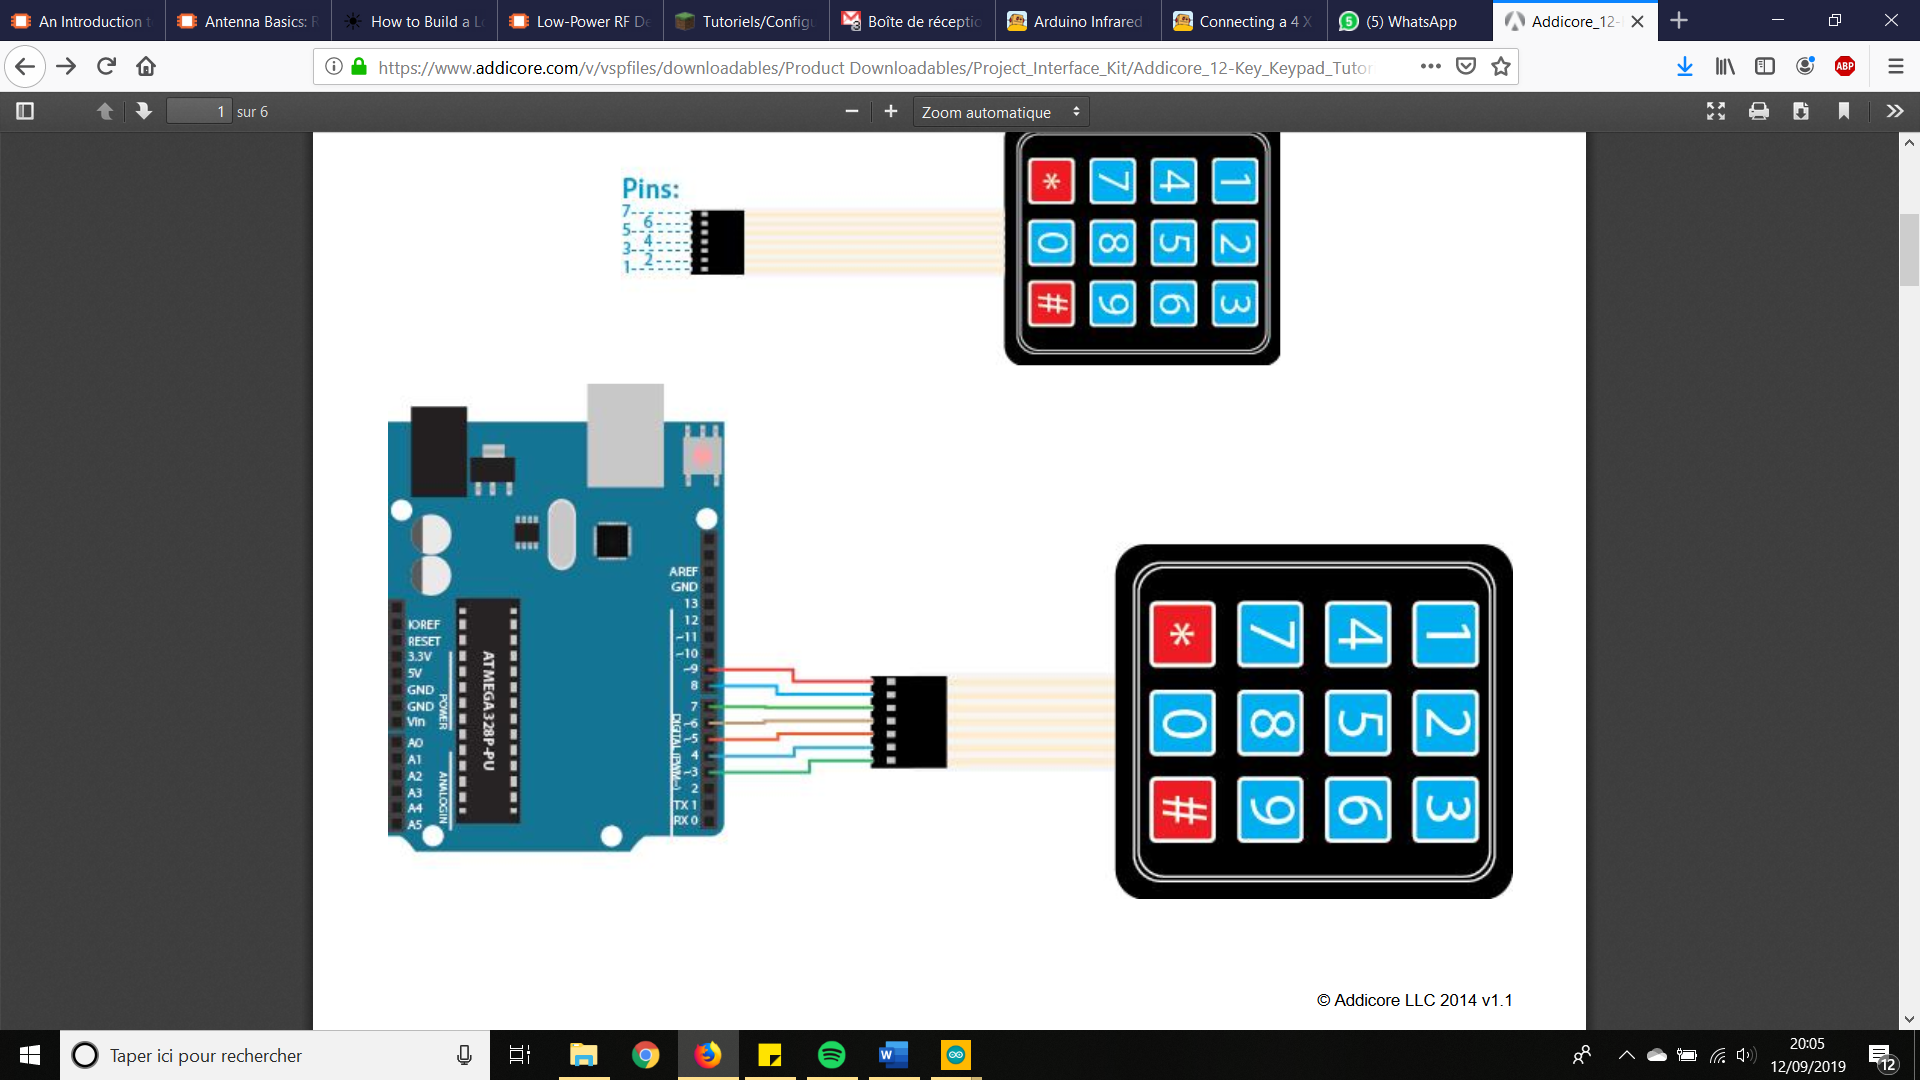 An Introduction t
Antenna Basics: R
How to Build a L
Low-Power RF De
Tutoriels/Configu
Boîte de réceptio
Arduino Infrared
Connecting a 4 X
5
(5) WhatsApp
Addicore_12-
https://www.addicore.com/v/vspfiles/downloadables/Product Downloadables/Project_Interface_Kit/Addicore_12-Key_Keypad_Tutor
ABP
1 sur 6
Zoom automatique
Pins:
7
6
5
4
3
2
1
* 7 4 1
0 8 5 2
# 9 6 3
AREF
GND
13
12
~11
~10
~9
8
7
~6
~5
4
~3
2
TX 1
RX 0
DIGITAL (PWM~)
IOREF
RESET
3.3V
5V
GND
GND
Vin
POWER
A0
A1
A2
A3
A4
A5
ANALOG IN
ATMEGA328P-PU
* 7 4 1
0 8 5 2
# 9 6 3
© Addicore LLC 2014 v1.1
Taper ici pour rechercher
20:05
12/09/2019
12